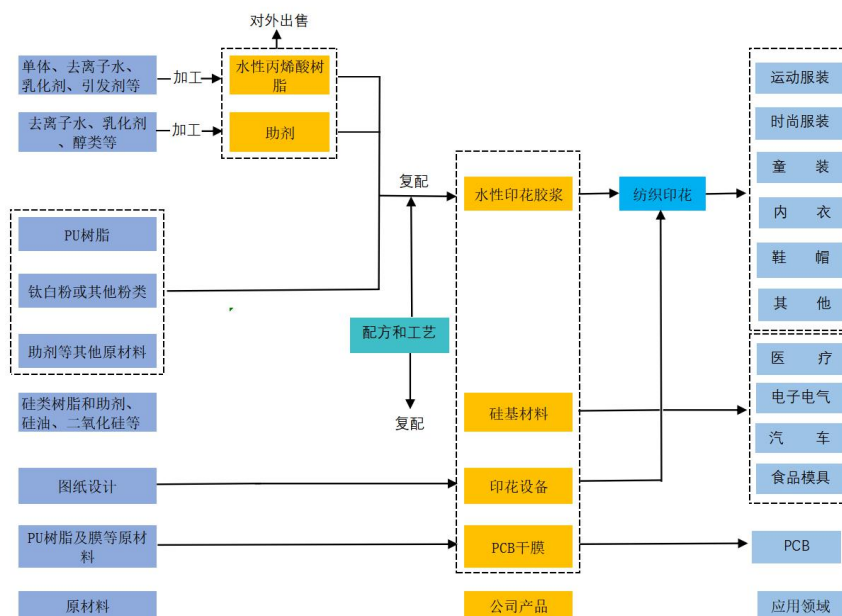 对外出售
单体、去离子水、
乳化剂、引发剂等
加工
水性丙烯酸树
脂
去离子水、乳化剂
、醇类等
加工
助剂
PU树脂
钛白粉或其他粉类
助剂等其他原材料
复配
配方和工艺
复配
水性印花胶浆
纺织印花
运动服装
时尚服装
童 装
内 衣
鞋 帽
其 他
硅类树脂和助剂、
硅油、二氧化硅等
硅基材料
医 疗
电子电气
汽 车
食品模具
图纸设计
印花设备
PU树脂及膜等原材
料
PCB干膜
PCB
原材料
公司产品
应用领域